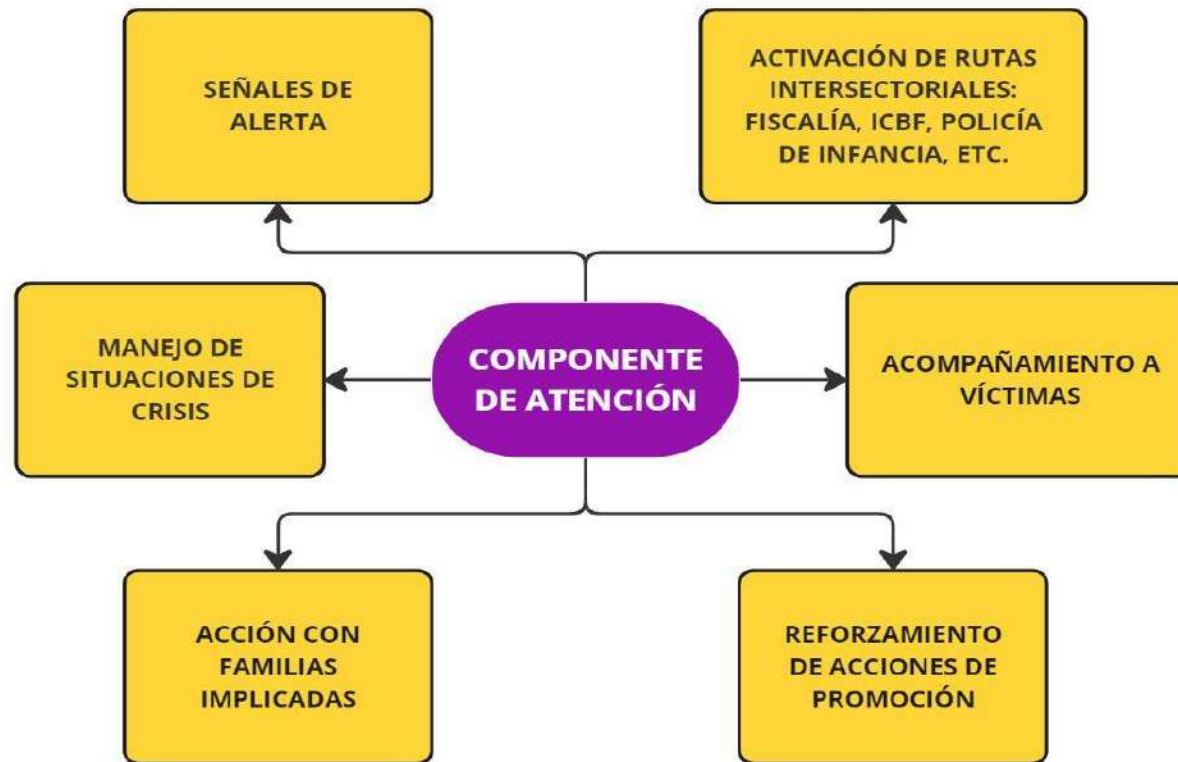 SEÑALES DE
ALERTA
ACTIVACIÓN DE RUTAS
INTERSECTORIALES:
FISCALÍA, ICBF, POLICÍA
DE INFANCIA, ETC.
MANEJO DE
SITUACIONES DE
CRISIS
COMPONENTE
DE ATENCIÓN
ACOMPAÑAMIENTO A
VÍCTIMAS
ACCIÓN CON
FAMILIAS
IMPLICADAS
REFORZAMIENTO
DE ACCIONES DE
PROMOCIÓN